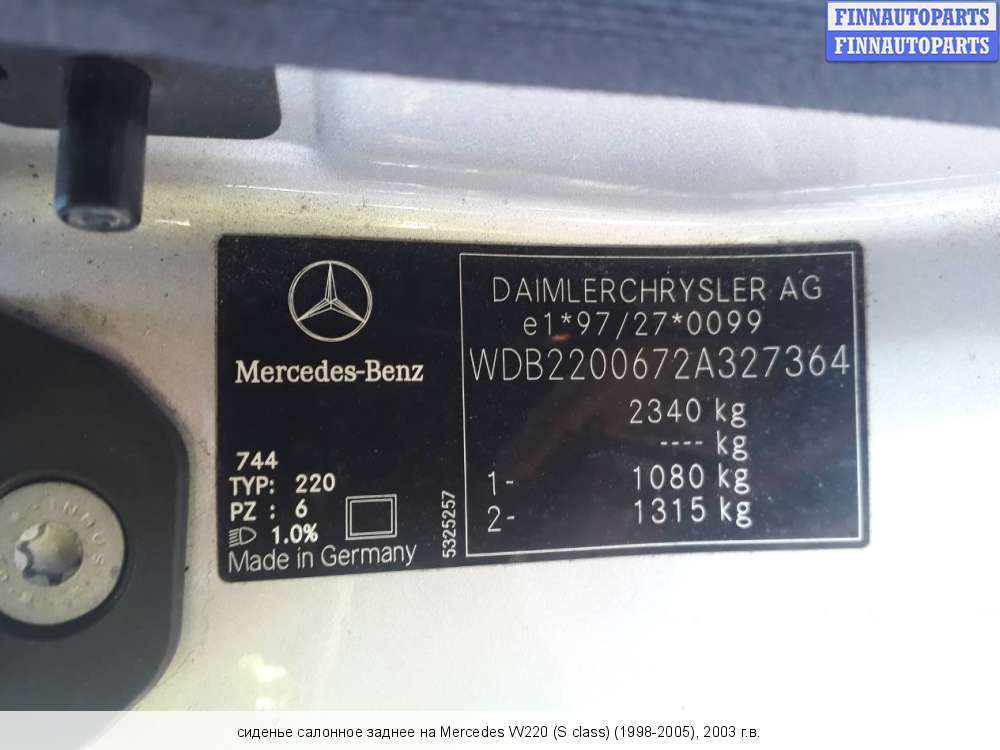 FINNAUTOPARTS
FINNAUTOPARTS
Mercedes-Benz
744
TYP: 220
PZ : 6
1.0%
Made in Germany
5325257
DAIMLERCHRYSLER AG
e1*97/27*0099
WDB2200672A327364
2340 kg
---- kg
1- 1080 kg
2- 1315 kg
сиденье салонное заднее на Mercedes W220 (S class) (1998-2005), 2003 г.в.